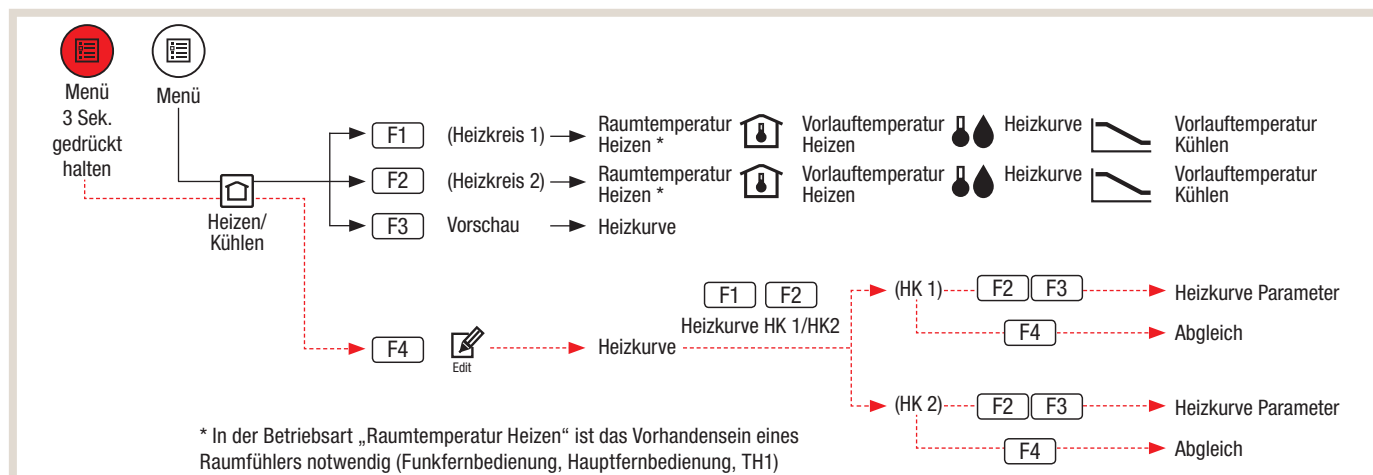 Menü
3 Sek.
gedrückt
halten
Menü
Heizen/
Kühlen
F1 (Heizkreis 1) Raumtemperatur Heizen * Vorlauftemperatur Heizen Heizkurve Vorlauftemperatur Kühlen
F2 (Heizkreis 2) Raumtemperatur Heizen * Vorlauftemperatur Heizen Heizkurve Vorlauftemperatur Kühlen
F3 Vorschau Heizkurve
F4 Edit Heizkurve
F1 F2
Heizkurve HK 1/HK2
(HK 1) F2 F3 Heizkurve Parameter
F4 Abgleich
(HK 2) F2 F3 Heizkurve Parameter
F4 Abgleich
* In der Betriebsart „Raumtemperatur Heizen“ ist das Vorhandensein eines
Raumfühlers notwendig (Funkfernbedienung, Hauptfernbedienung, TH1)